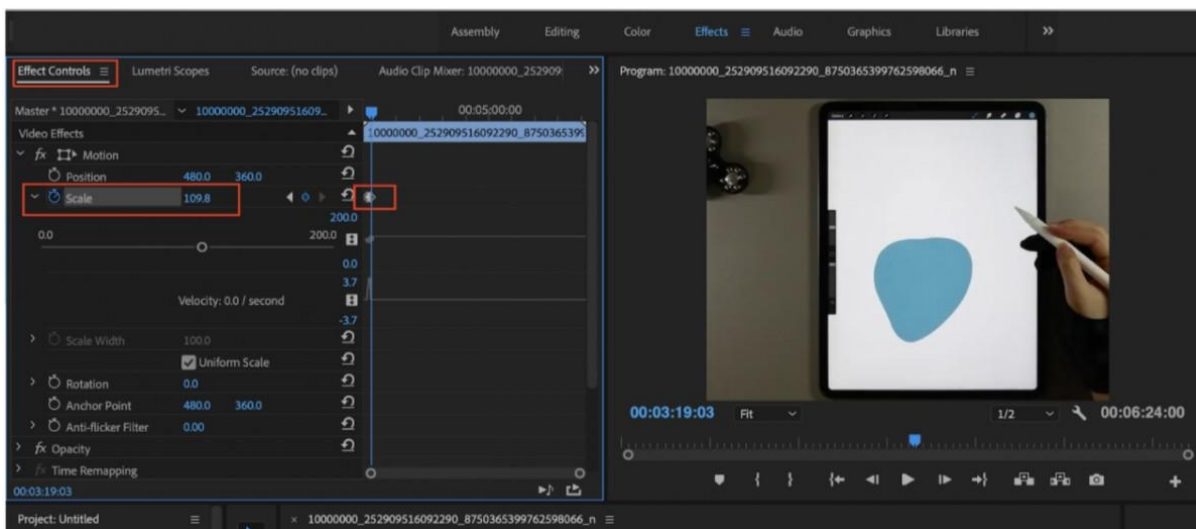 Assembly Editing Color Effects Audio Graphics Libraries
Effect Controls Lumetri Scopes Source: (no clips) Audio Clip Mixer: 10000000_252909
Program: 10000000_252909516092290_8750365399762598066_n
Master * 10000000_2529095... 10000000_25290951609... 00:05:00:00
Video Effects 10000000_252909516092290_875036539
fx Motion
Position 480.0 360.0
Scale 109.8
200.0
0.0 200.0
0.0
3.7
Velocity: 0.0 / second
-3.7
Scale Width 100.0
Uniform Scale
Rotation 0.0
Anchor Point 480.0 360.0
Anti-flicker Filter 0.00
fx Opacity
fx Time Remapping
00:03:19:03
00:03:19:03 Fit 1/2 00:06:24:00
Project: Untitled × 10000000_252909516092290_8750365399762598066_n